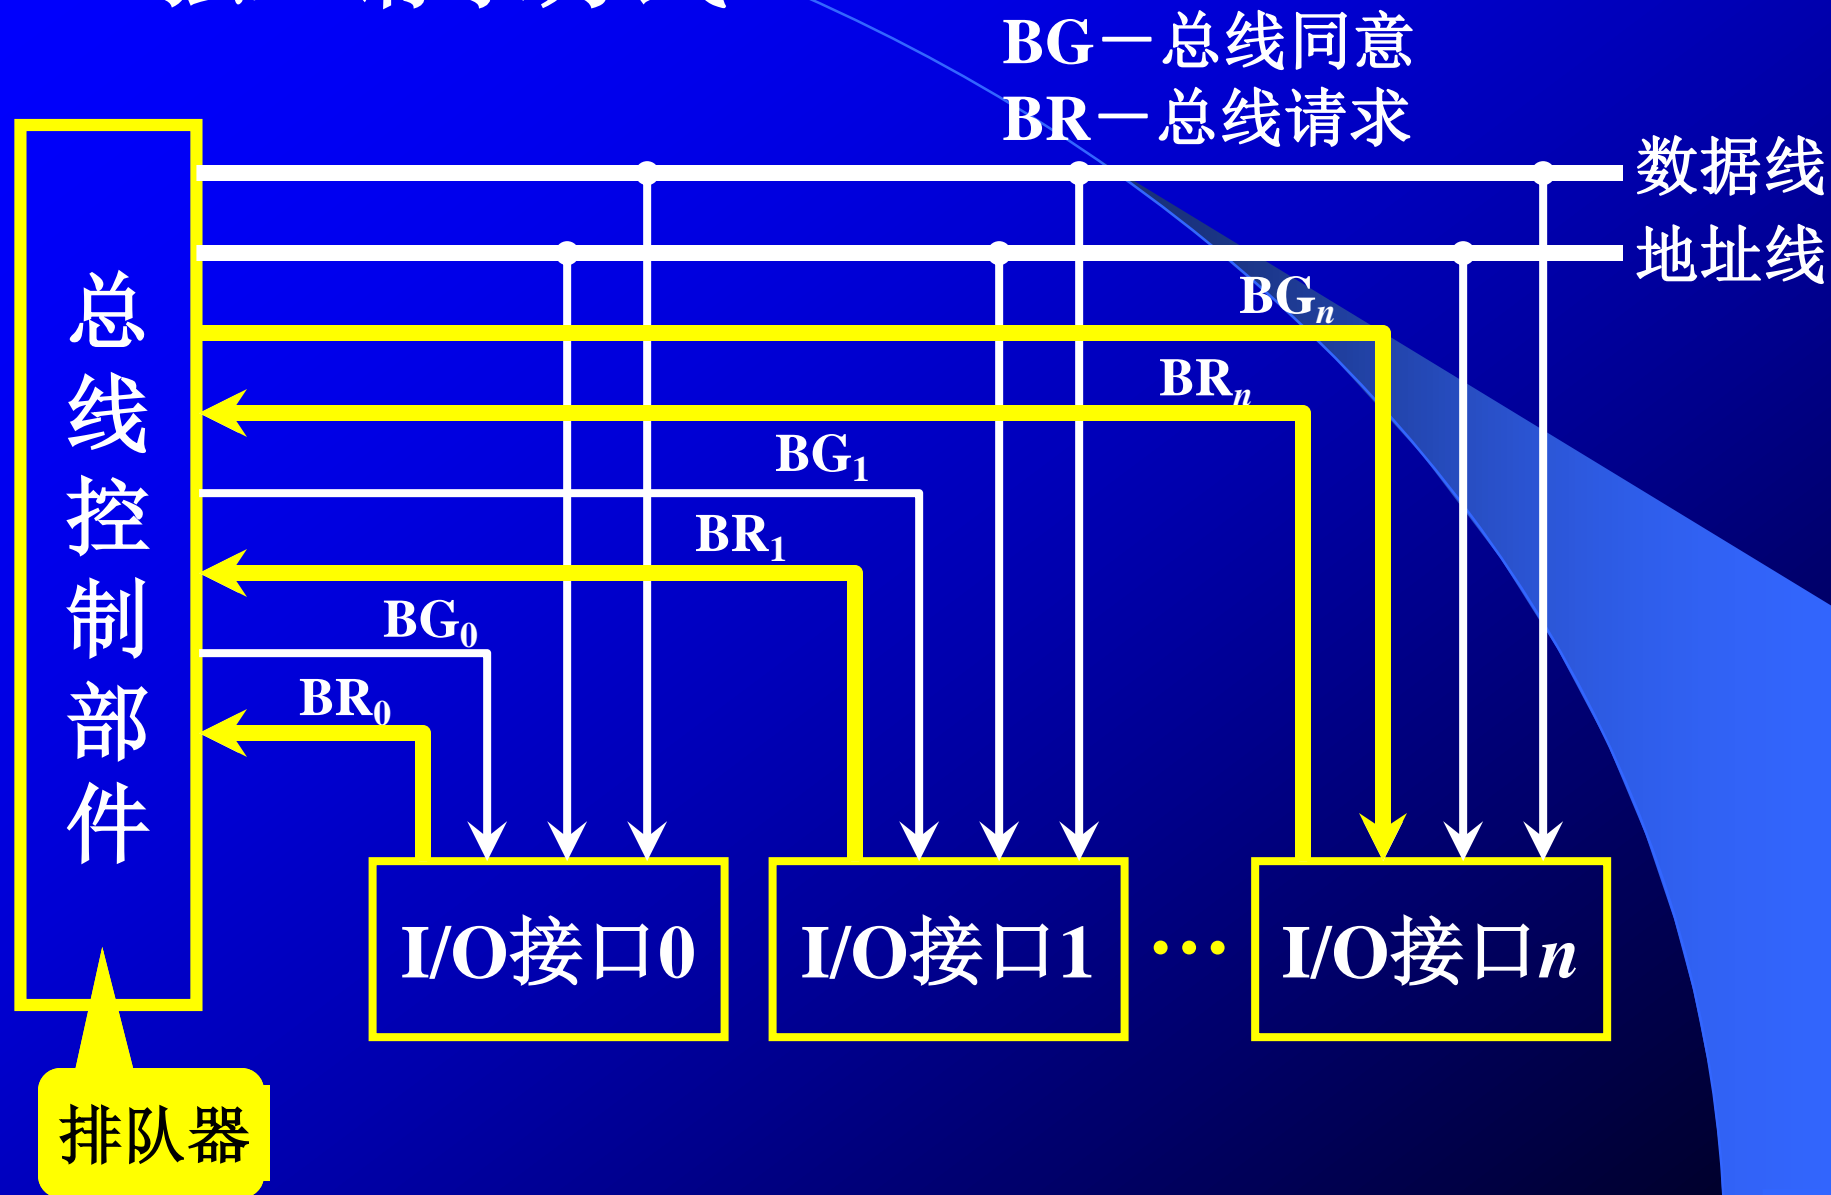 BG－总线同意
BR－总线请求
数据线
地址线
BGn
BRn
BG1
BR1
BG0
BR0
总线控制部件
I/O接口0
I/O接口1
…
I/O接口n
排队器